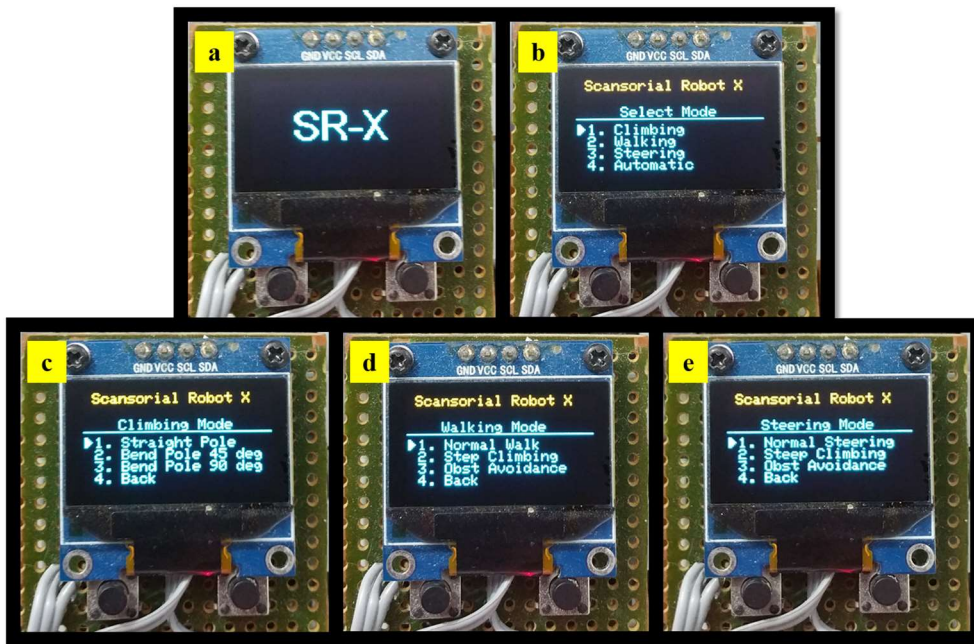 a
GND VCC SCL SDA
SR-X
b
GND VCC SCL SDA
Scansorial Robot X
Select Mode
1. Climbing
2. Walking
3. Steering
4. Automatic
c
GND VCC SCL SDA
Scansorial Robot X
Climbing Mode
1. Straight Pole
2. Bend Pole 45 deg
3. Bend Pole 90 deg
4. Back
d
GND VCC SCL SDA
Scansorial Robot X
Walking Mode
1. Normal Walk
2. Step Climbing
3. Obst Avoidance
4. Back
e
GND VCC SCL SDA
Scansorial Robot X
Steering Mode
1. Normal Steering
2. Steep Climbing
3. Obst Avoidance
4. Back